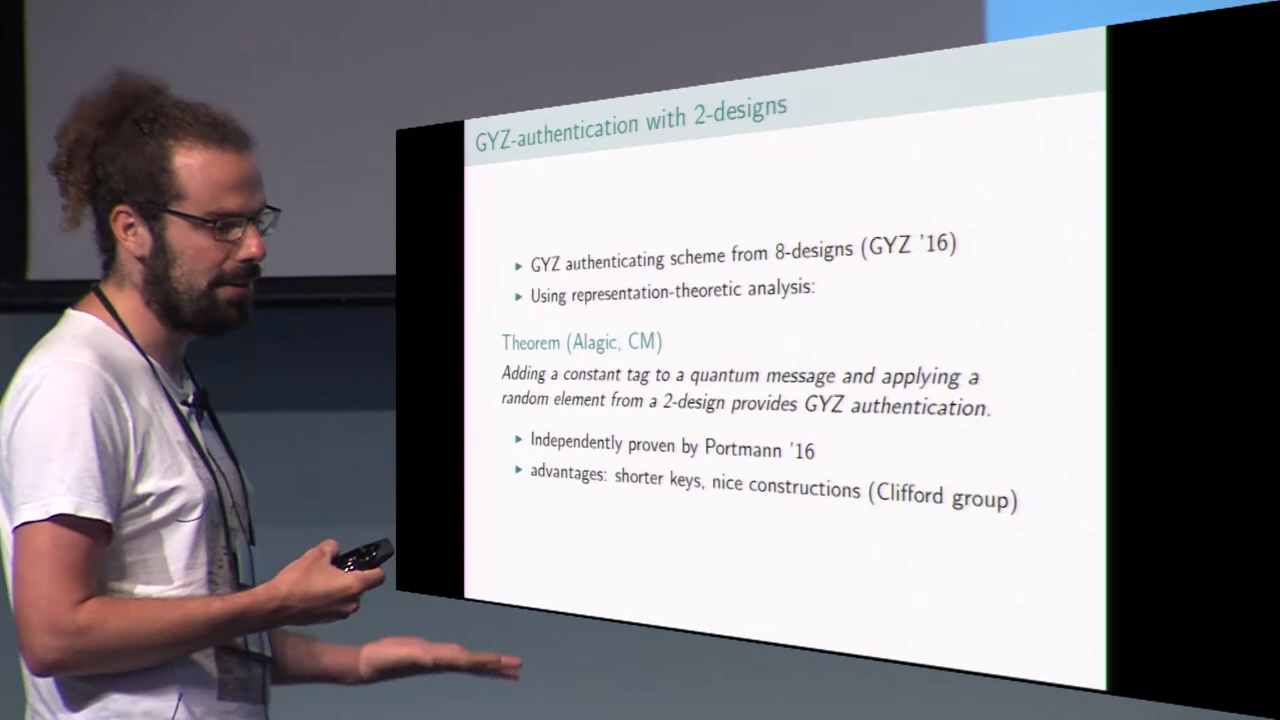 GYZ-authentication with 2-designs
▸ GYZ authenticating scheme from 8-designs (GYZ '16)
▸ Using representation-theoretic analysis:
Theorem (Alagic, CM)
Adding a constant tag to a quantum message and applying a
random element from a 2-design provides GYZ authentication.
▸ Independently proven by Portmann '16
▸ advantages: shorter keys, nice constructions (Clifford group)